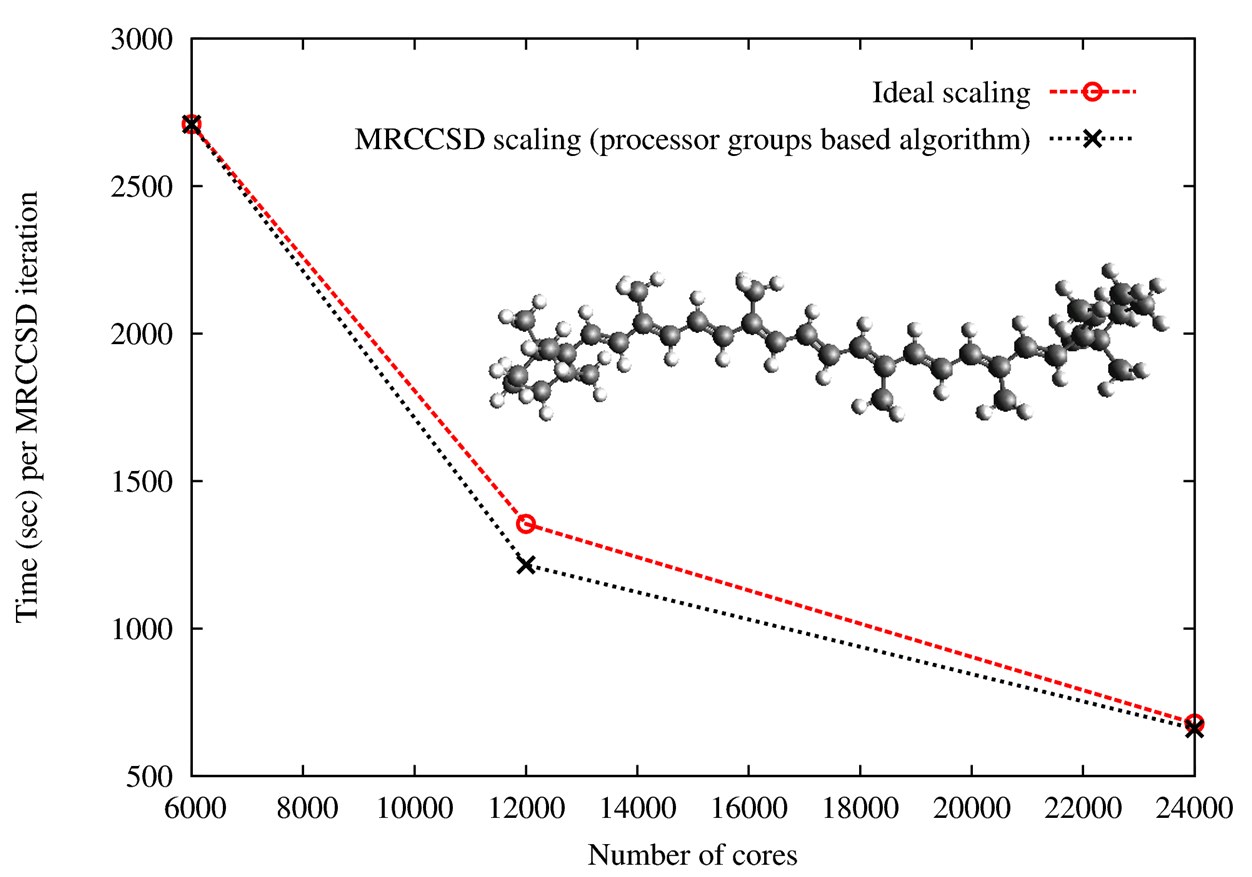 3000
2500
2000
1500
1000
500
6000 8000 10000 12000 14000 16000 18000 20000 22000 24000
Time (sec) per MRCCSD iteration
Number of cores
Ideal scaling
MRCCSD scaling (processor groups based algorithm)